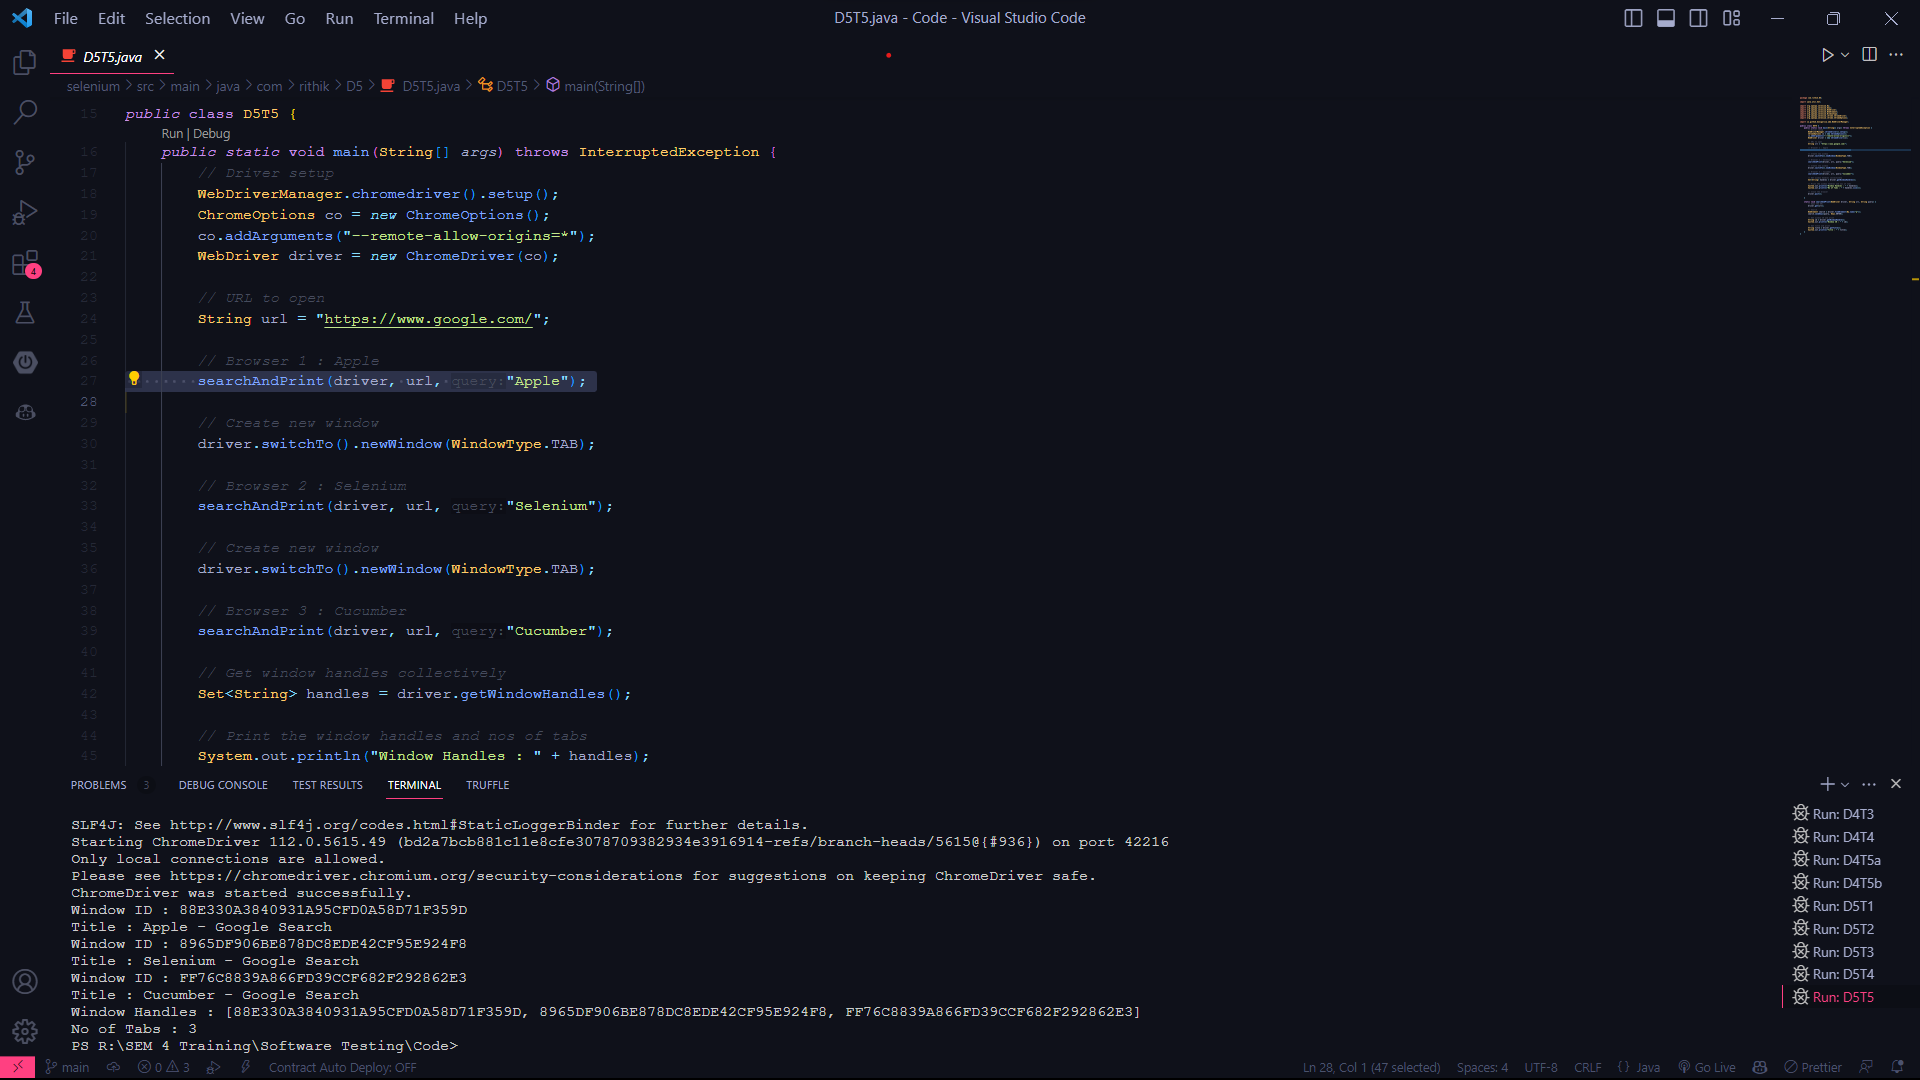 File Edit Selection View Go Run Terminal Help
D5T5.java - Code - Visual Studio Code
D5T5.java
selenium > src > main > java > com > rithik > D5 > D5T5.java > D5T5 > main(String[])
15 public class D5T5 {
Run | Debug
16 public static void main(String[] args) throws InterruptedException {
17 // Driver setup
18 WebDriverManager.chromedriver().setup();
19 ChromeOptions co = new ChromeOptions();
20 co.addArguments("--remote-allow-origins=*");
21 WebDriver driver = new ChromeDriver(co);
22
23 // URL to open
24 String url = "https://www.google.com/";
25
26 // Browser 1 : Apple
27 searchAndPrint(driver, url, query:"Apple");
28
29 // Create new window
30 driver.switchTo().newWindow(WindowType.TAB);
31
32 // Browser 2 : Selenium
33 searchAndPrint(driver, url, query:"Selenium");
34
35 // Create new window
36 driver.switchTo().newWindow(WindowType.TAB);
37
38 // Browser 3 : Cucumber
39 searchAndPrint(driver, url, query:"Cucumber");
40
41 // Get window handles collectively
42 Set<String> handles = driver.getWindowHandles();
43
44 // Print the window handles and nos of tabs
45 System.out.println("Window Handles : " + handles);
4
PROBLEMS 3 DEBUG CONSOLE TEST RESULTS TERMINAL TRUFFLE
SLF4J: See http://www.slf4j.org/codes.html#StaticLoggerBinder for further details.
Starting ChromeDriver 112.0.5615.49 (bd2a7bcb881c11e8cfe3078709382934e3916914-refs/branch-heads/5615@{#936}) on port 42216
Only local connections are allowed.
Please see https://chromedriver.chromium.org/security-considerations for suggestions on keeping ChromeDriver safe.
ChromeDriver was started successfully.
Window ID : 88E330A3840931A95CFD0A58D71F359D
Title : Apple - Google Search
Window ID : 8965DF906BE878DC8EDE42CF95E924F8
Title : Selenium - Google Search
Window ID : FF76C8839A866FD39CCF682F292862E3
Title : Cucumber - Google Search
Window Handles : [88E330A3840931A95CFD0A58D71F359D, 8965DF906BE878DC8EDE42CF95E924F8, FF76C8839A866FD39CCF682F292862E3]
No of Tabs : 3
PS R:\SEM 4 Training\Software Testing\Code>
Run: D4T3
Run: D4T4
Run: D4T5a
Run: D4T5b
Run: D5T1
Run: D5T2
Run: D5T3
Run: D5T4
Run: D5T5
main 0 3 Contract Auto Deploy: OFF Ln 28, Col 1 (47 selected) Spaces: 4 UTF-8 CRLF {} Java Go Live Prettier